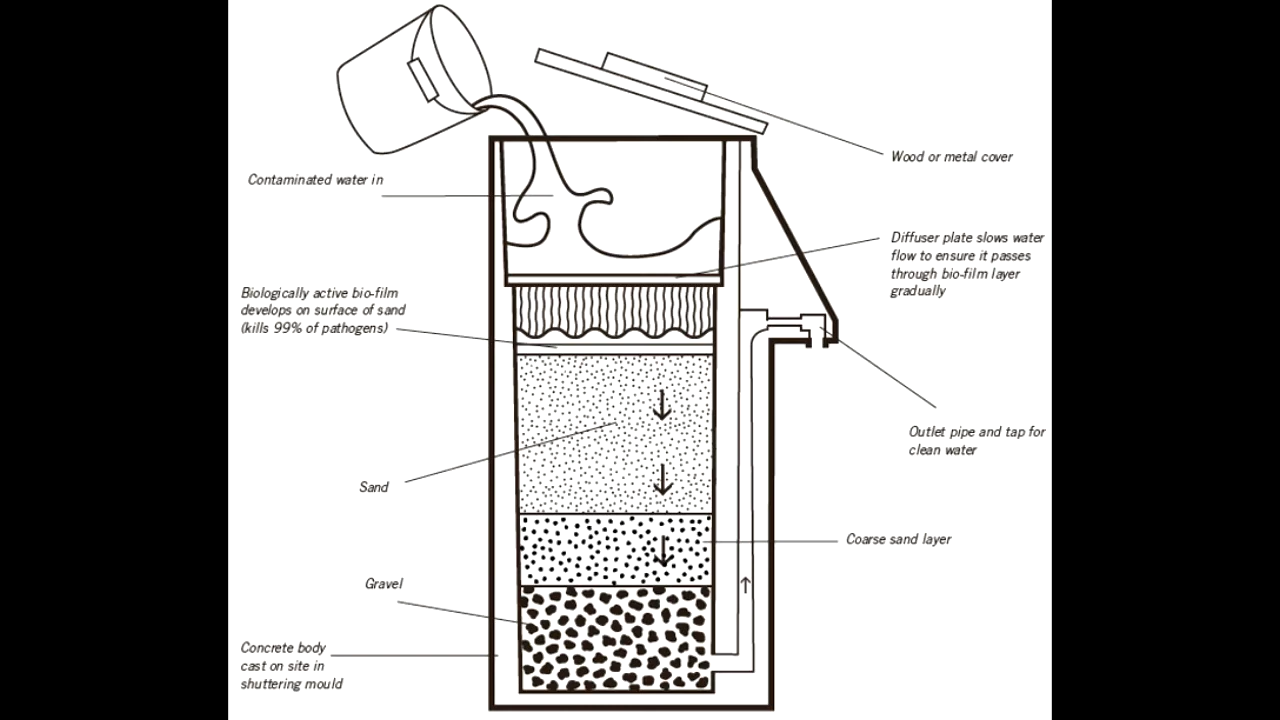 Wood or metal cover
Contaminated water in
Diffuser plate slows water
flow to ensure it passes
through bio-film layer
gradually
Biologically active bio-film
develops on surface of sand
(kills 99% of pathogens)
Outlet pipe and tap for
clean water
Sand
Coarse sand layer
Gravel
Concrete body
cast on site in
shuttering mould